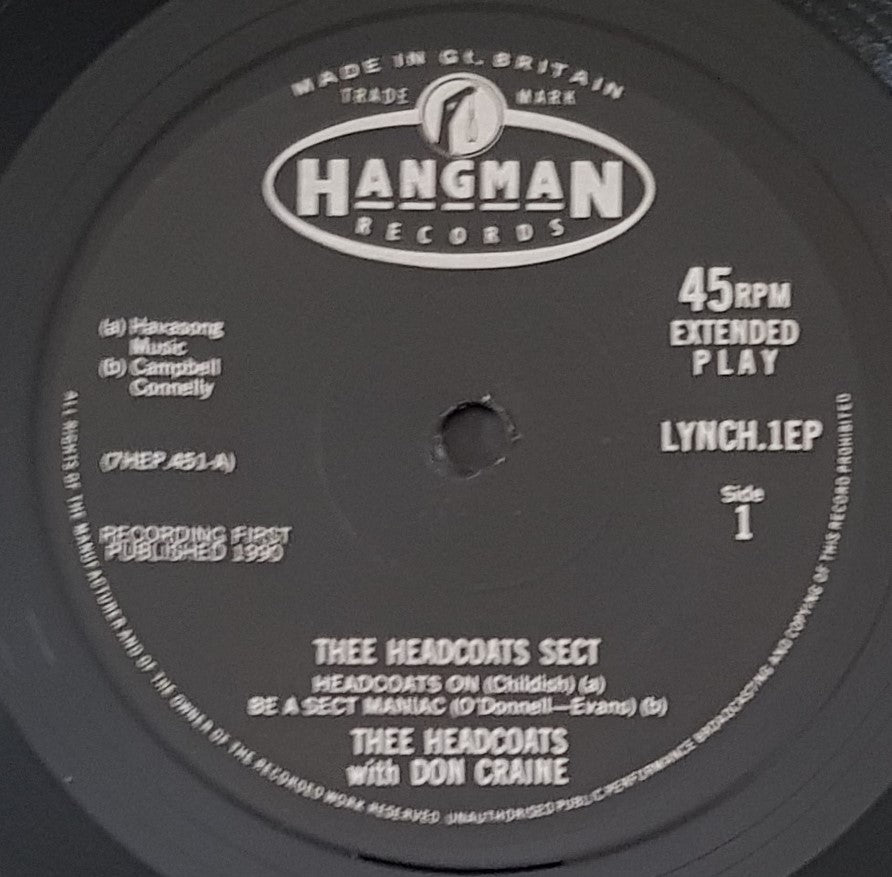 MADE IN Gt. BRITAIN
TRADE MARK
HANGMAN
RECORDS
45RPM
EXTENDED
PLAY
(a) Havasong
Music
(b) Campbell
Connelly
LYNCH.1EP
(7HEP.451-A)
Side
1
RECORDING FIRST
PUBLISHED 1990
THEE HEADCOATS SECT
HEADCOATS ON (Childish) (a)
BE A SECT MANIAC (O'Donnell—Evans) (b)
THEE HEADCOATS
with DON CRAINE
ALL RIGHTS OF THE MANUFACTURER AND OF THE OWNER OF THE RECORDED WORK RESERVED UNAUTHORISED PUBLIC PERFORMANCE BROADCASTING AND COPYING OF THIS RECORD PROHIBITED